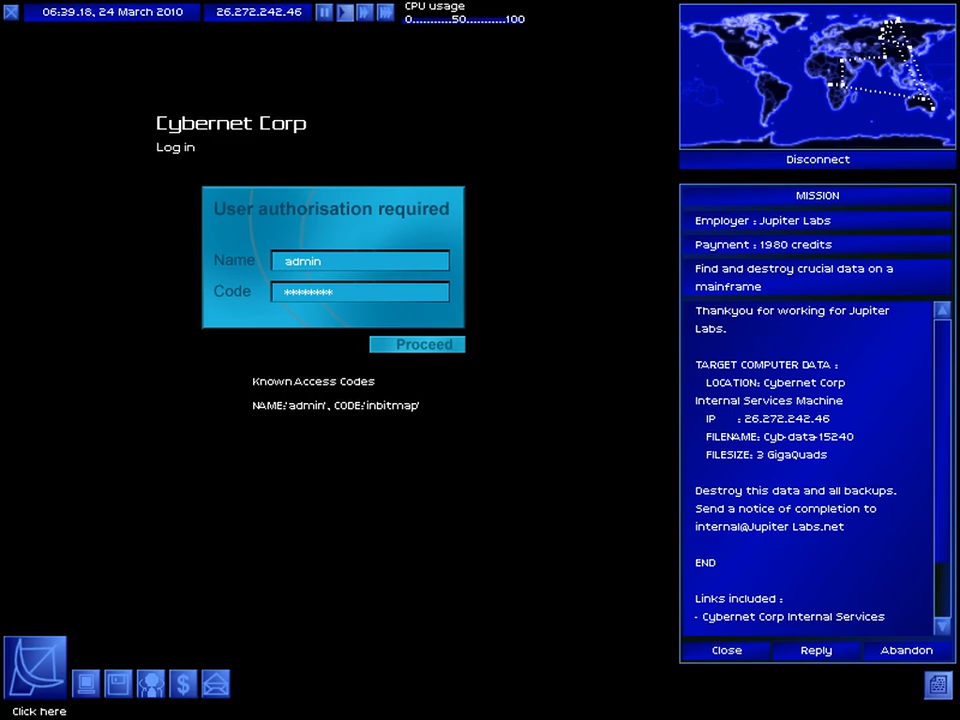 06:39.18, 24 March 2010
26.272.242.46
CPU usage
0............50...........100
Cybernet Corp
Log in
User authorisation required
Name admin
Code ********
Proceed
Known Access Codes
NAME:'admin', CODE:'inbitmap'
Click here
Disconnect
MISSION
Employer : Jupiter Labs
Payment : 1980 credits
Find and destroy crucial data on a
mainframe
Thankyou for working for Jupiter
Labs.
TARGET COMPUTER DATA :
LOCATION: Cybernet Corp
Internal Services Machine
IP : 26.272.242.46
FILENAME: Cyb-data-15240
FILESIZE: 3 GigaQuads
Destroy this data and all backups.
Send a notice of completion to
internal@Jupiter Labs.net
END
Links included :
- Cybernet Corp Internal Services
Close Reply Abandon